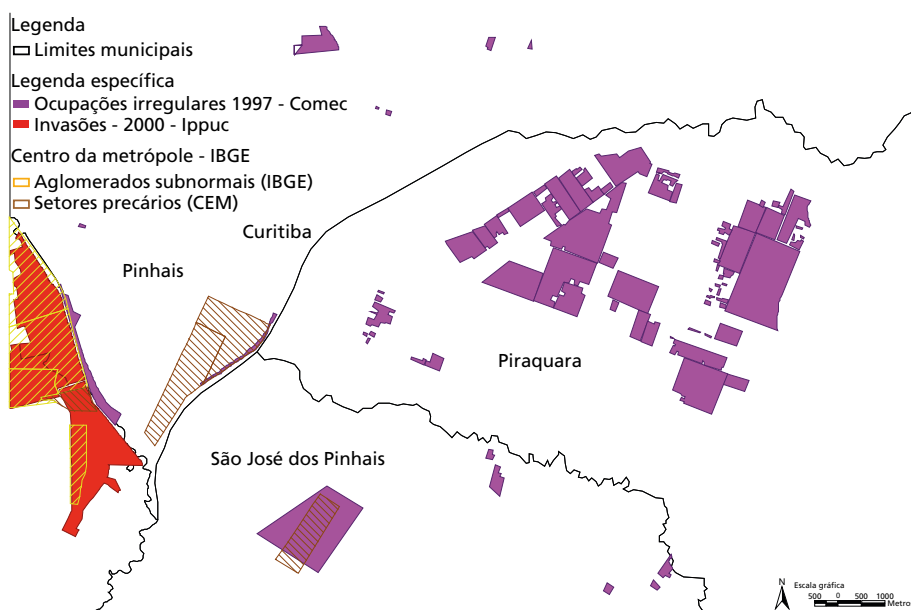 Legenda
Limites municipais
Legenda específica
Ocupações irregulares 1997 - Comec
Invasões - 2000 - Ippuc
Centro da metrópole - IBGE
Aglomerados subnormais (IBGE)
Setores precários (CEM)
Curitiba
Pinhais
Piraquara
São José dos Pinhais
N
Escala gráfica
500 0 500 1000
Metro